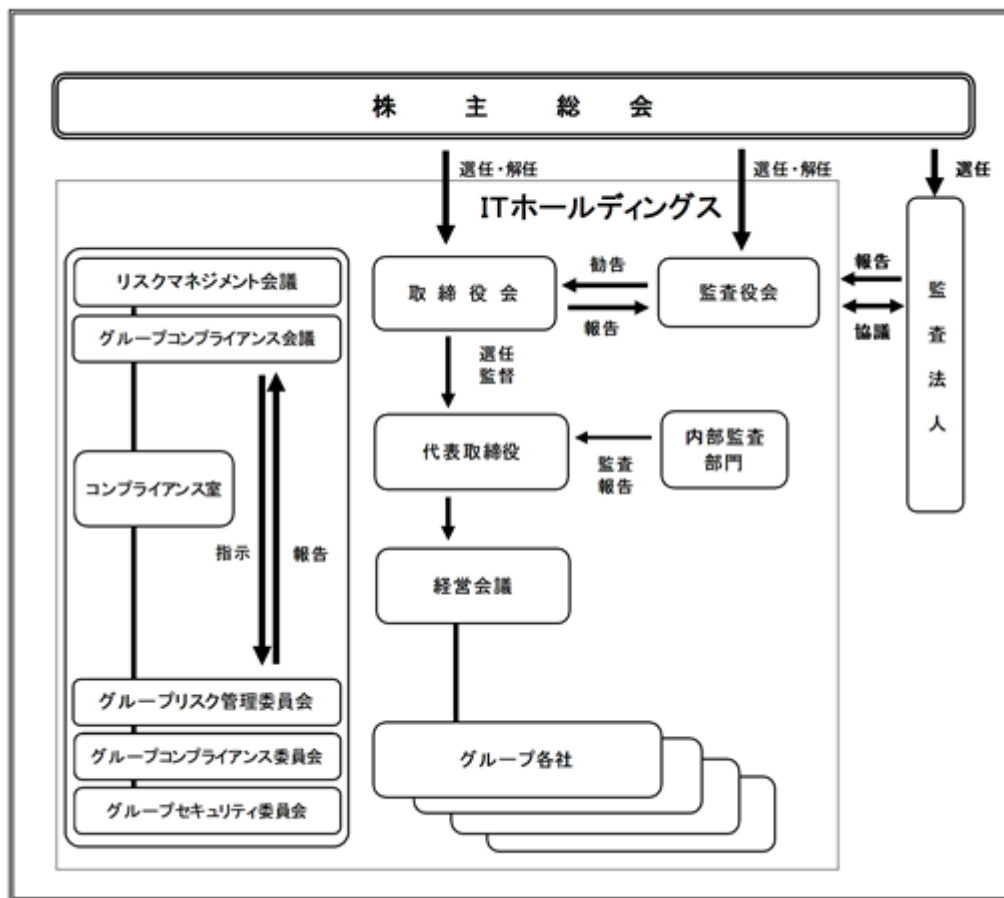 株主総会
選任・解任
選任・解任
選任
ITホールディングス
リスクマネジメント会議
グループコンプライアンス会議
コンプライアンス室
指示
報告
グループリスク管理委員会
グループコンプライアンス委員会
グループセキュリティ委員会
取締役会
勧告
報告
監査役会
報告
協議
監査法人
選任
監督
代表取締役
監査
報告
内部監査
部門
経営会議
グループ各社